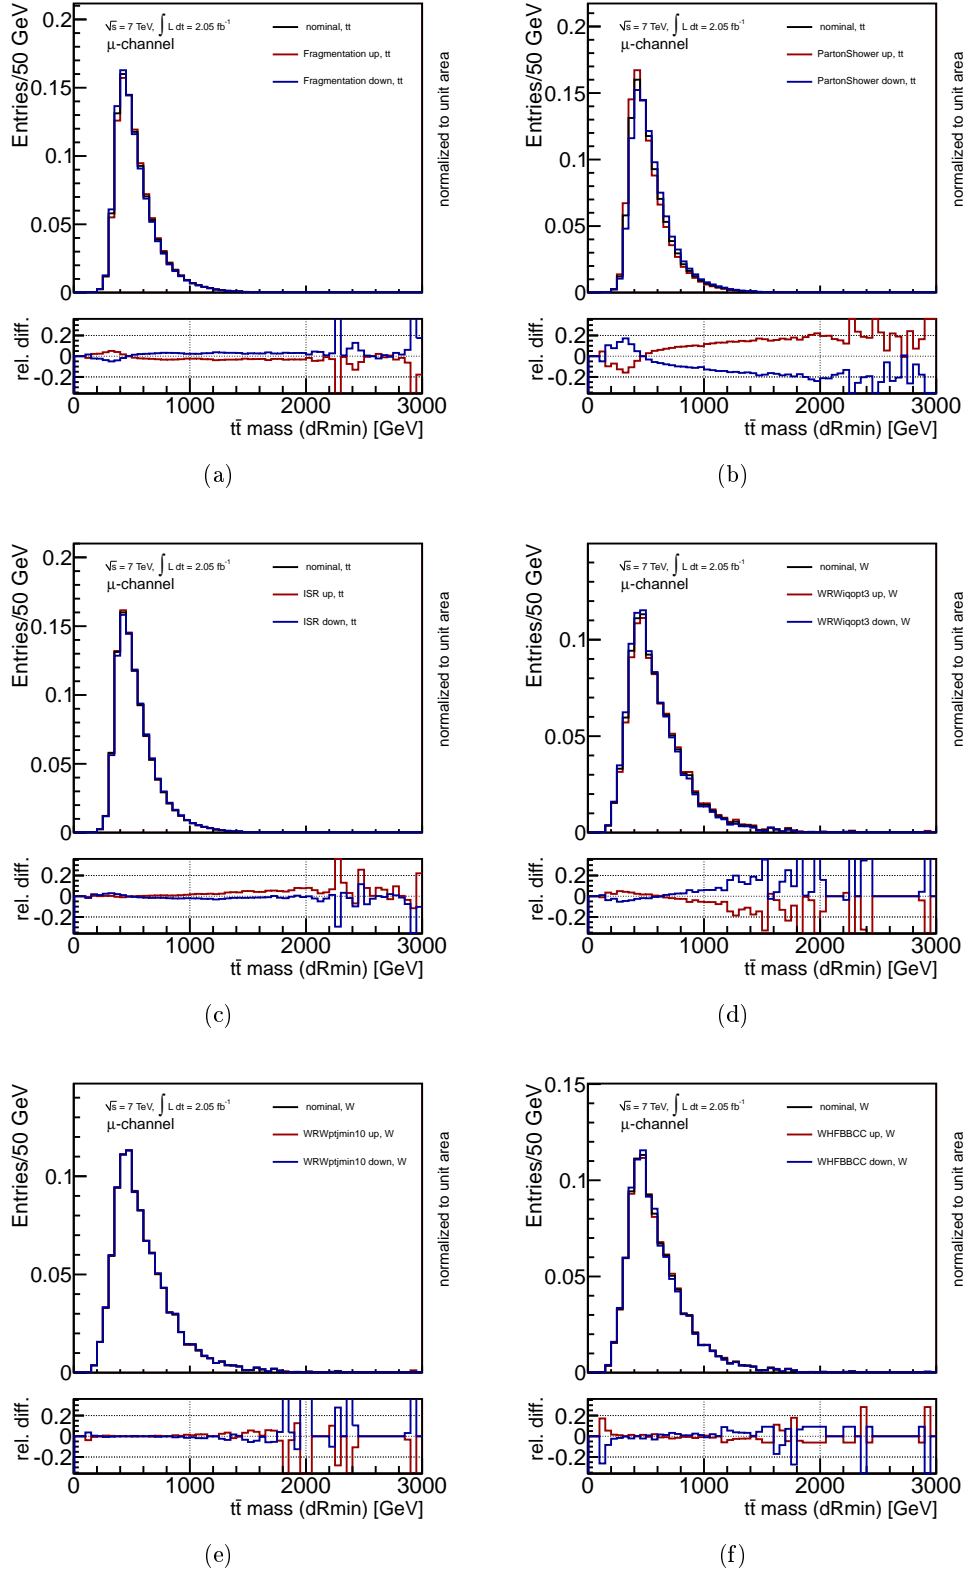 √s = 7 TeV, ∫ L dt = 2.05 fb⁻¹
μ-channel
nominal, tt
Fragmentation up, tt
Fragmentation down, tt
Entries/50 GeV
normalized to unit area
0.2
0.15
0.1
0.05
0
rel. diff.
0.2
0
-0.2
0 1000 2000 3000
tt̄ mass (dRmin) [GeV]
(a)
√s = 7 TeV, ∫ L dt = 2.05 fb⁻¹
μ-channel
nominal, tt
PartonShower up, tt
PartonShower down, tt
Entries/50 GeV
normalized to unit area
0.2
0.15
0.1
0.05
0
rel. diff.
0.2
0
-0.2
0 1000 2000 3000
tt̄ mass (dRmin) [GeV]
(b)
√s = 7 TeV, ∫ L dt = 2.05 fb⁻¹
μ-channel
nominal, tt
ISR up, tt
ISR down, tt
Entries/50 GeV
normalized to unit area
0.2
0.15
0.1
0.05
0
rel. diff.
0.2
0
-0.2
0 1000 2000 3000
tt̄ mass (dRmin) [GeV]
(c)
√s = 7 TeV, ∫ L dt = 2.05 fb⁻¹
μ-channel
nominal, W
WRWiqopt3 up, W
WRWiqopt3 down, W
Entries/50 GeV
normalized to unit area
0.1
0.05
0
rel. diff.
0.2
0
-0.2
0 1000 2000 3000
tt̄ mass (dRmin) [GeV]
(d)
√s = 7 TeV, ∫ L dt = 2.05 fb⁻¹
μ-channel
nominal, W
WRWptjmin10 up, W
WRWptjmin10 down, W
Entries/50 GeV
normalized to unit area
0.1
0.05
0
rel. diff.
0.2
0
-0.2
0 1000 2000 3000
tt̄ mass (dRmin) [GeV]
(e)
√s = 7 TeV, ∫ L dt = 2.05 fb⁻¹
μ-channel
nominal, W
WHFBBCC up, W
WHFBBCC down, W
Entries/50 GeV
normalized to unit area
0.15
0.1
0.05
0
rel. diff.
0.2
0
-0.2
0 1000 2000 3000
tt̄ mass (dRmin) [GeV]
(f)